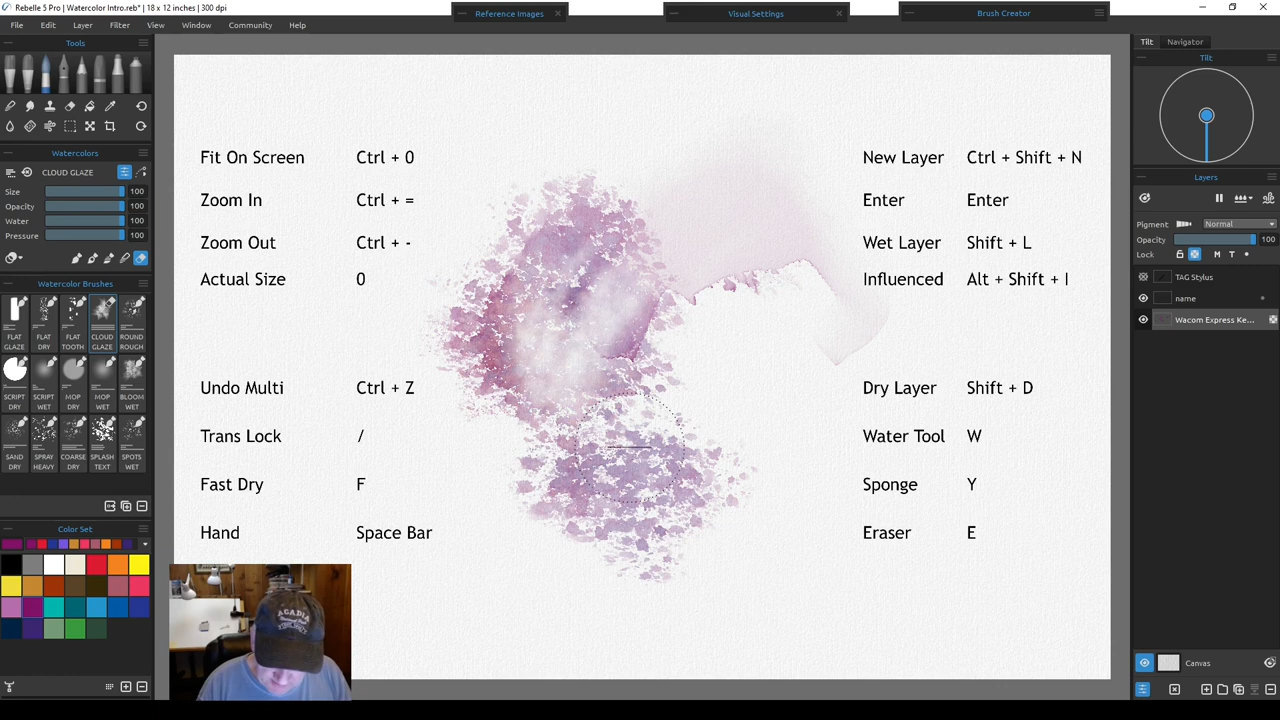 Rebelle 5 Pro | Watercolor Intro.reb* | 18 x 12 inches | 300 dpi
Reference Images
Visual Settings
Brush Creator
File Edit Layer Filter View Window Community Help
Tools
Watercolors
CLOUD GLAZE
Size 100
Opacity 100
Water 100
Pressure 100
Watercolor Brushes
FLAT GLAZE
FLAT DRY
FLAT TOOTH
CLOUD GLAZE
ROUND ROUGH
SCRIPT DRY
SCRIPT WET
MOP DRY
MOP WET
BLOOM WET
SAND DRY
SPRAY HEAVY
COARSE DRY
SPLASH TEXT
SPOTS WET
Color Set
Fit On Screen Ctrl + 0
Zoom In Ctrl + =
Zoom Out Ctrl + -
Actual Size 0
Undo Multi Ctrl + Z
Trans Lock /
Fast Dry F
Hand Space Bar
New Layer Ctrl + Shift + N
Enter Enter
Wet Layer Shift + L
Influenced Alt + Shift + I
Dry Layer Shift + D
Water Tool W
Sponge Y
Eraser E
ACADIA
Tilt Navigator
Tilt
Layers
Pigment Normal
Opacity 100
Lock M T
TAG Stylus
name
Wacom Express Ke...
Canvas